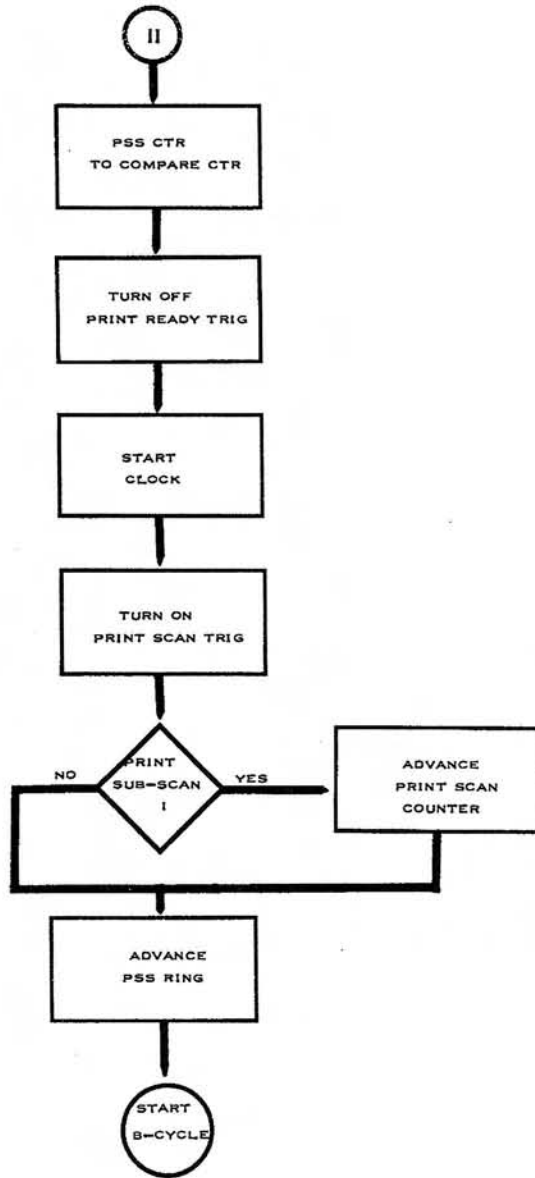 II
PSS CTR
TO COMPARE CTR
TURN OFF
PRINT READY TRIG
START
CLOCK
TURN ON
PRINT SCAN TRIG
PRINT
SUB-SCAN
I
NO
YES
ADVANCE
PRINT SCAN
COUNTER
ADVANCE
PSS RING
START
B-CYCLE